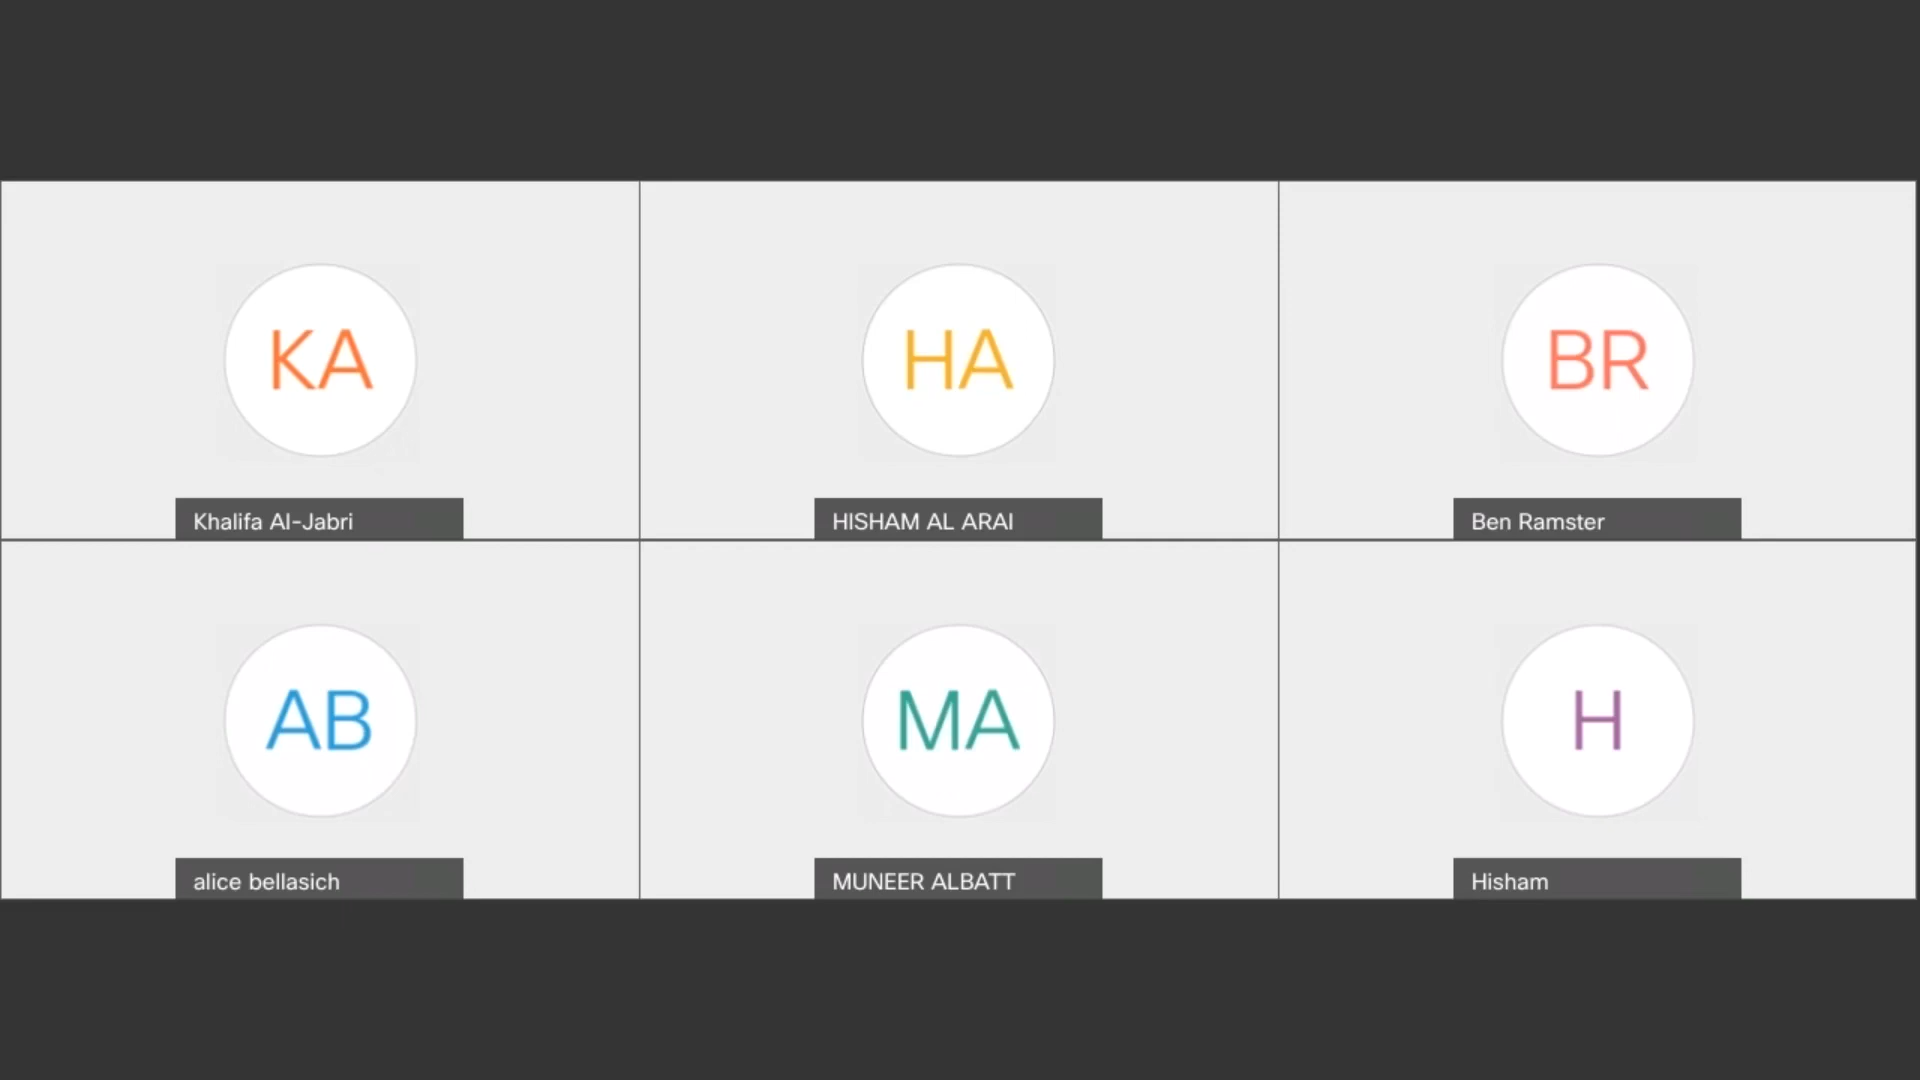 KA
HA
BR
Khalifa Al-Jabri
HISHAM AL ARAI
Ben Ramster
AB
MA
H
alice bellasich
MUNEER ALBATT
Hisham